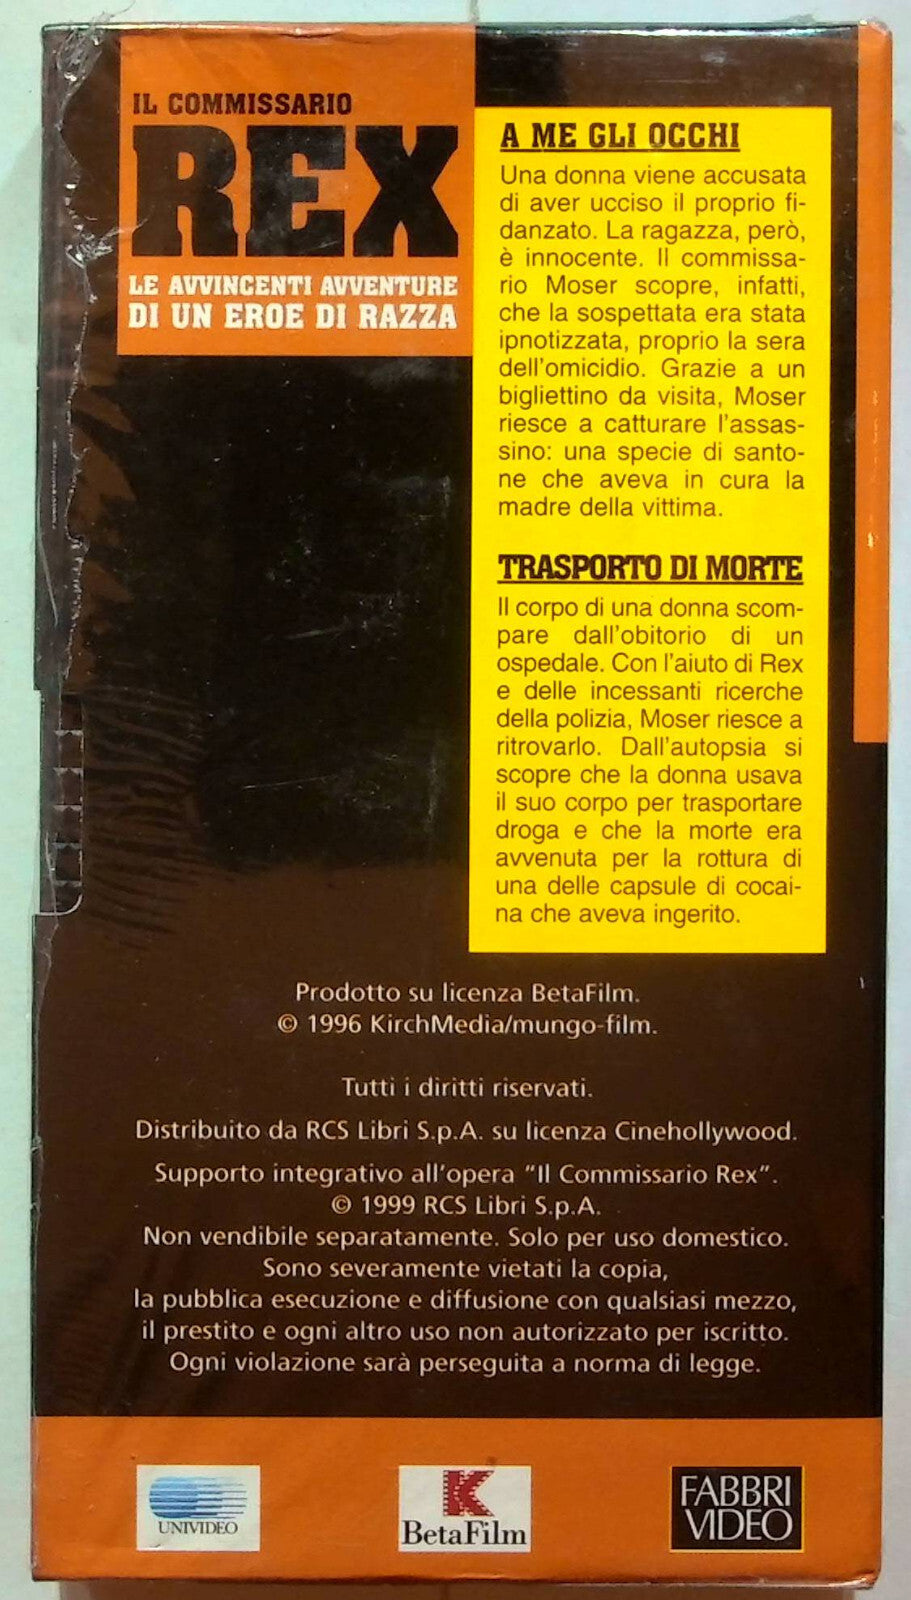 IL COMMISSARIO
REX
LE AVVINCENTI AVVENTURE
DI UN EROE DI RAZZA
A ME GLI OCCHI
Una donna viene accusata
di aver ucciso il proprio fi-
danzato. La ragazza, però,
è innocente. Il commissa-
rio Moser scopre, infatti,
che la sospettata era stata
ipnotizzata, proprio la sera
dell'omicidio. Grazie a un
bigliettino da visita, Moser
riesce a catturare l'assas-
sino: una specie di santo-
ne che aveva in cura la
madre della vittima.
TRASPORTO DI MORTE
Il corpo di una donna scom-
pare dall'obitorio di un
ospedale. Con l'aiuto di Rex
e delle incessanti ricerche
della polizia, Moser riesce a
ritrovarlo. Dall'autopsia si
scopre che la donna usava
il suo corpo per trasportare
droga e che la morte era
avvenuta per la rottura di
una delle capsule di cocai-
na che aveva ingerito.
Prodotto su licenza BetaFilm.
© 1996 KirchMedia/mungo-film.
Tutti i diritti riservati.
Distribuito da RCS Libri S.p.A. su licenza Cinehollywood.
Supporto integrativo all'opera "Il Commissario Rex".
© 1999 RCS Libri S.p.A.
Non vendibile separatamente. Solo per uso domestico.
Sono severamente vietati la copia,
la pubblica esecuzione e diffusione con qualsiasi mezzo,
il prestito e ogni altro uso non autorizzato per iscritto.
Ogni violazione sarà perseguita a norma di legge.
UNIVIDEO
K
BetaFilm
FABBRI
VIDEO